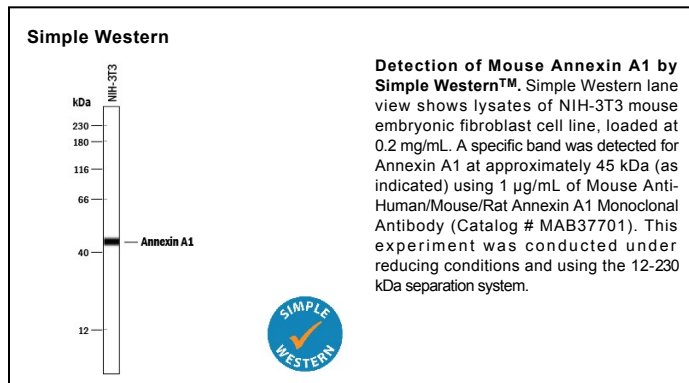 Simple Western
NIH-3T3
kDa
230
180
116
66
Annexin A1
40
12
SIMPLE
WESTERN
Detection of Mouse Annexin A1 by
Simple Western™. Simple Western lane
view shows lysates of NIH-3T3 mouse
embryonic fibroblast cell line, loaded at
0.2 mg/mL. A specific band was detected for
Annexin A1 at approximately 45 kDa (as
indicated) using 1 µg/mL of Mouse Anti-
Human/Mouse/Rat Annexin A1 Monoclonal
Antibody (Catalog # MAB37701). This
experiment was conducted under
reducing conditions and using the 12-230
kDa separation system.